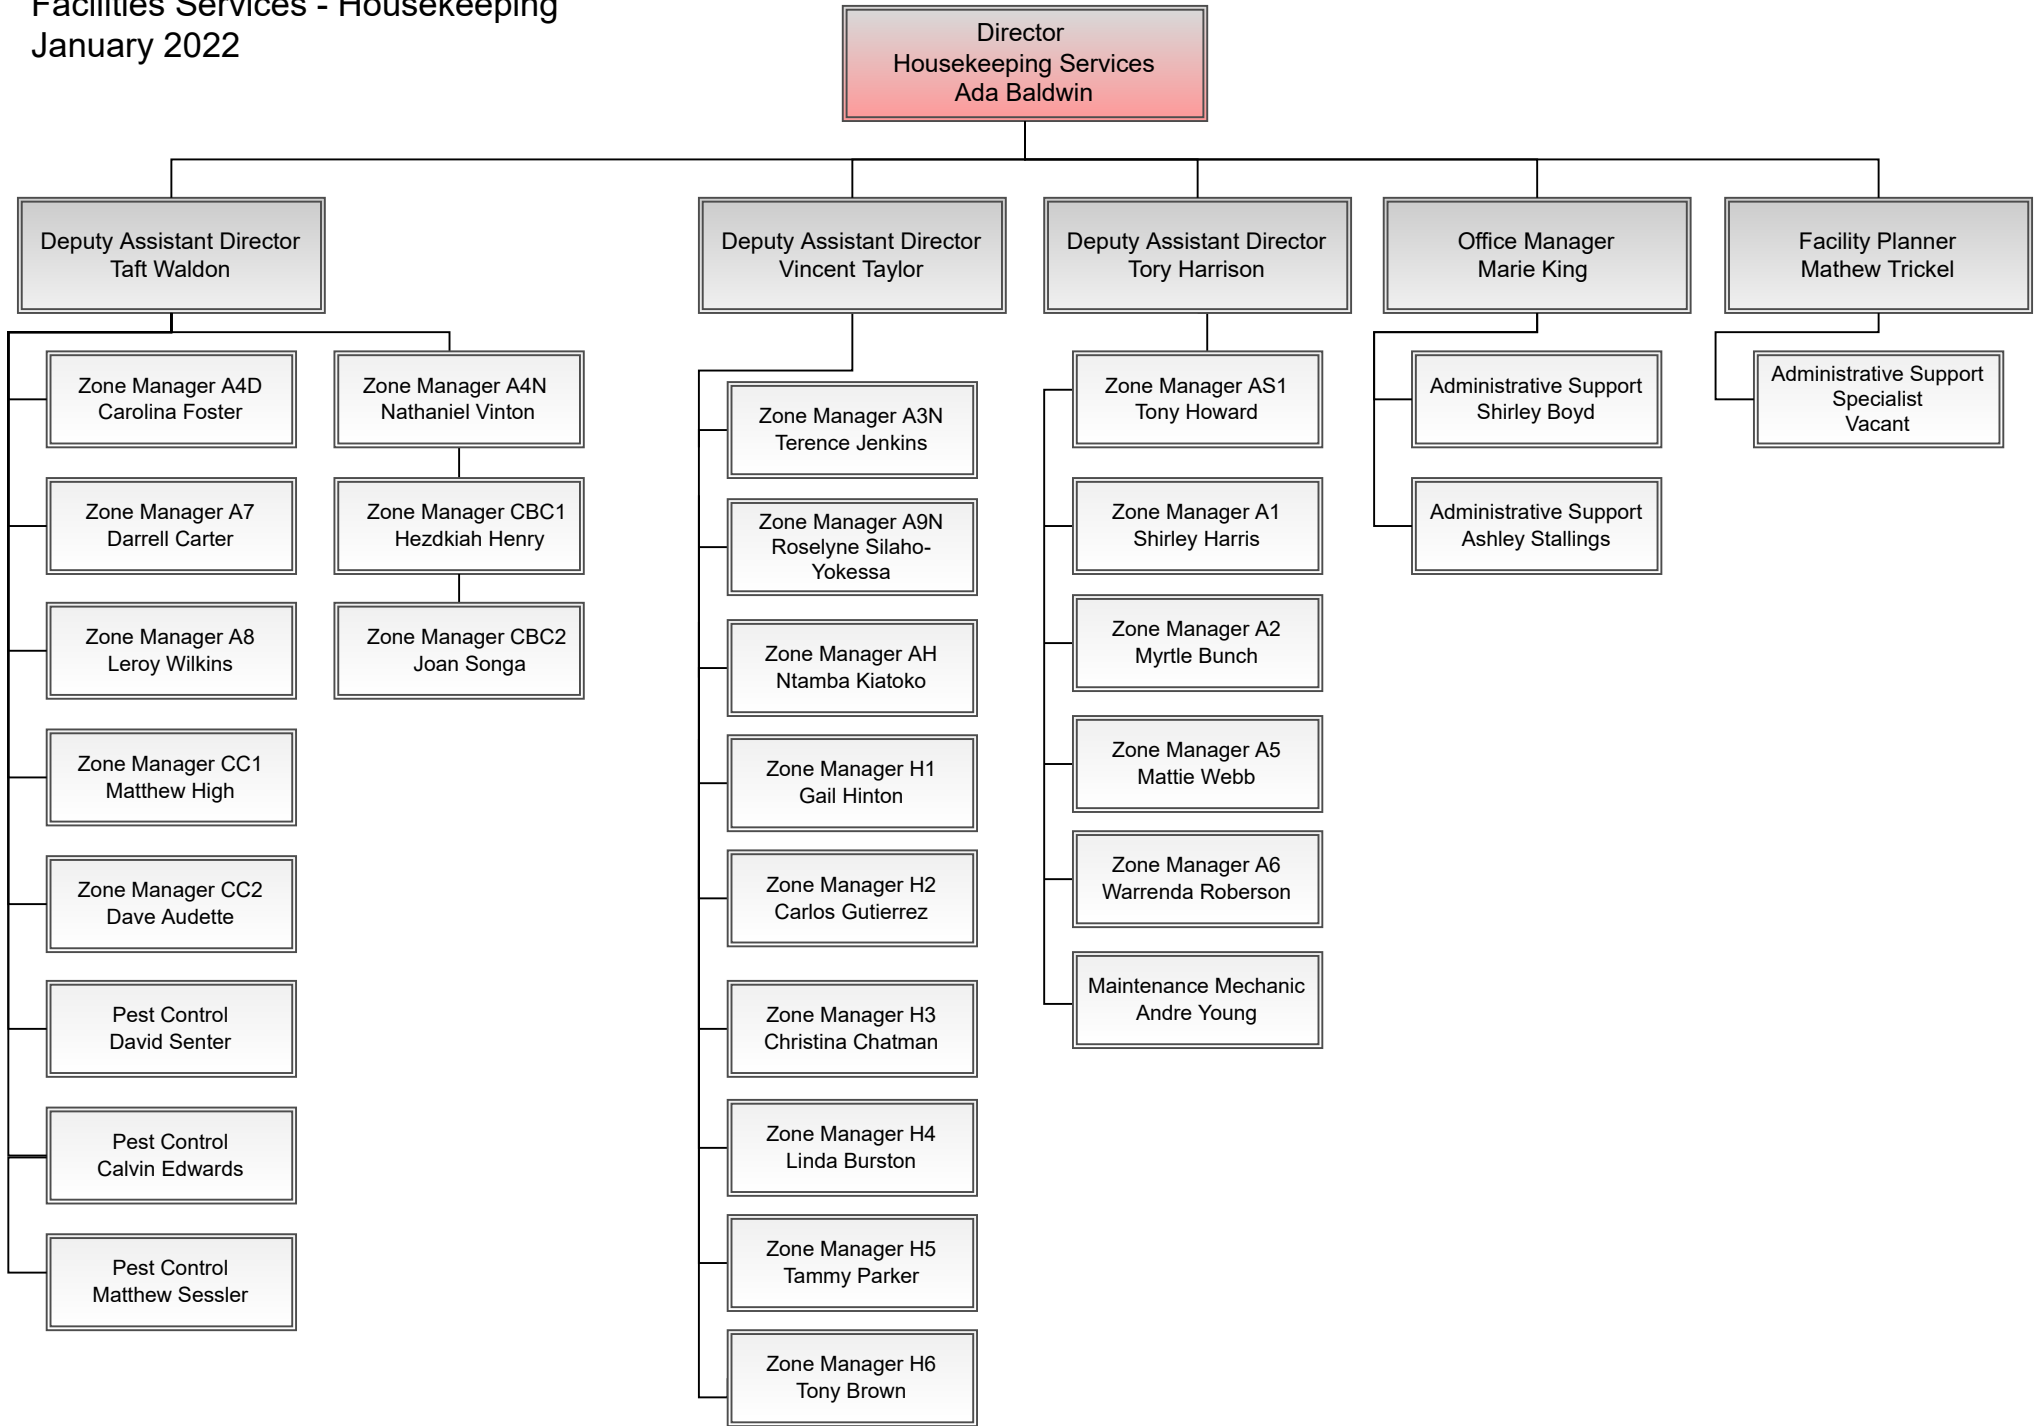 Facilities Services - Housekeeping
January 2022
Director
Housekeeping Services
Ada Baldwin
Deputy Assistant Director
Taft Waldon
Deputy Assistant Director
Vincent Taylor
Deputy Assistant Director
Tory Harrison
Office Manager
Marie King
Facility Planner
Mathew Trickel
Zone Manager A4D
Carolina Foster
Zone Manager A7
Darrell Carter
Zone Manager A8
Leroy Wilkins
Zone Manager CC1
Matthew High
Zone Manager CC2
Dave Audette
Pest Control
David Senter
Pest Control
Calvin Edwards
Pest Control
Matthew Sessler
Zone Manager A4N
Nathaniel Vinton
Zone Manager CBC1
Hezdkiah Henry
Zone Manager CBC2
Joan Songa
Zone Manager A3N
Terence Jenkins
Zone Manager A9N
Roselyne Silaho-
Yokessa
Zone Manager AH
Ntamba Kiatoko
Zone Manager H1
Gail Hinton
Zone Manager H2
Carlos Gutierrez
Zone Manager H3
Christina Chatman
Zone Manager H4
Linda Burston
Zone Manager H5
Tammy Parker
Zone Manager H6
Tony Brown
Zone Manager AS1
Tony Howard
Zone Manager A1
Shirley Harris
Zone Manager A2
Myrtle Bunch
Zone Manager A5
Mattie Webb
Zone Manager A6
Warrenda Roberson
Maintenance Mechanic
Andre Young
Administrative Support
Shirley Boyd
Administrative Support
Ashley Stallings
Administrative Support
Specialist
Vacant